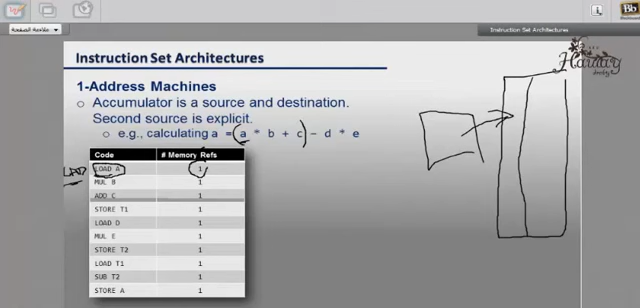 Instruction Set Architectures
Instruction Set Architectures
1-Address Machines
Accumulator is a source and destination.
Second source is explicit.
e.g., calculating a = (a * b + c) – d * e
Code # Memory Refs
LOAD A 1
MUL B 1
ADD C 1
STORE T1 1
LOAD D 1
MUL E 1
STORE T2 1
LOAD T1 1
SUB T2 1
STORE A 1
Bb